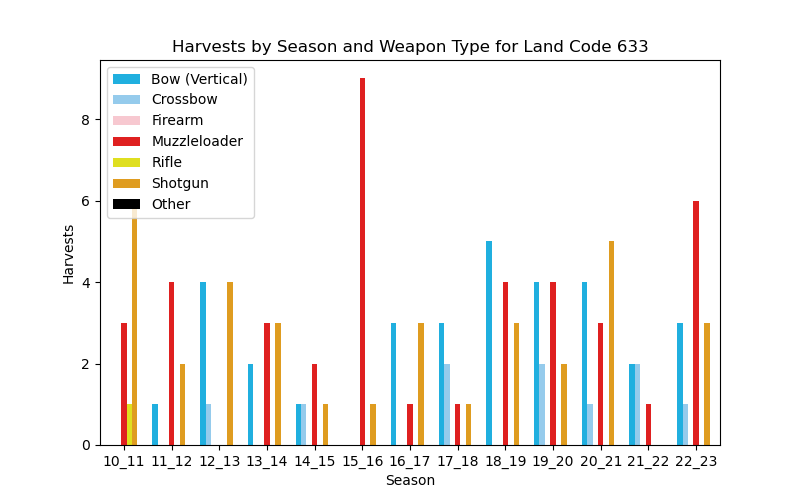 Harvests by Season and Weapon Type for Land Code 633
Bow (Vertical)
Crossbow
Firearm
Muzzleloader
Rifle
Shotgun
Other
8
6
4
2
0
Harvests
10_11 11_12 12_13 13_14 14_15 15_16 16_17 17_18 18_19 19_20 20_21 21_22 22_23
Season